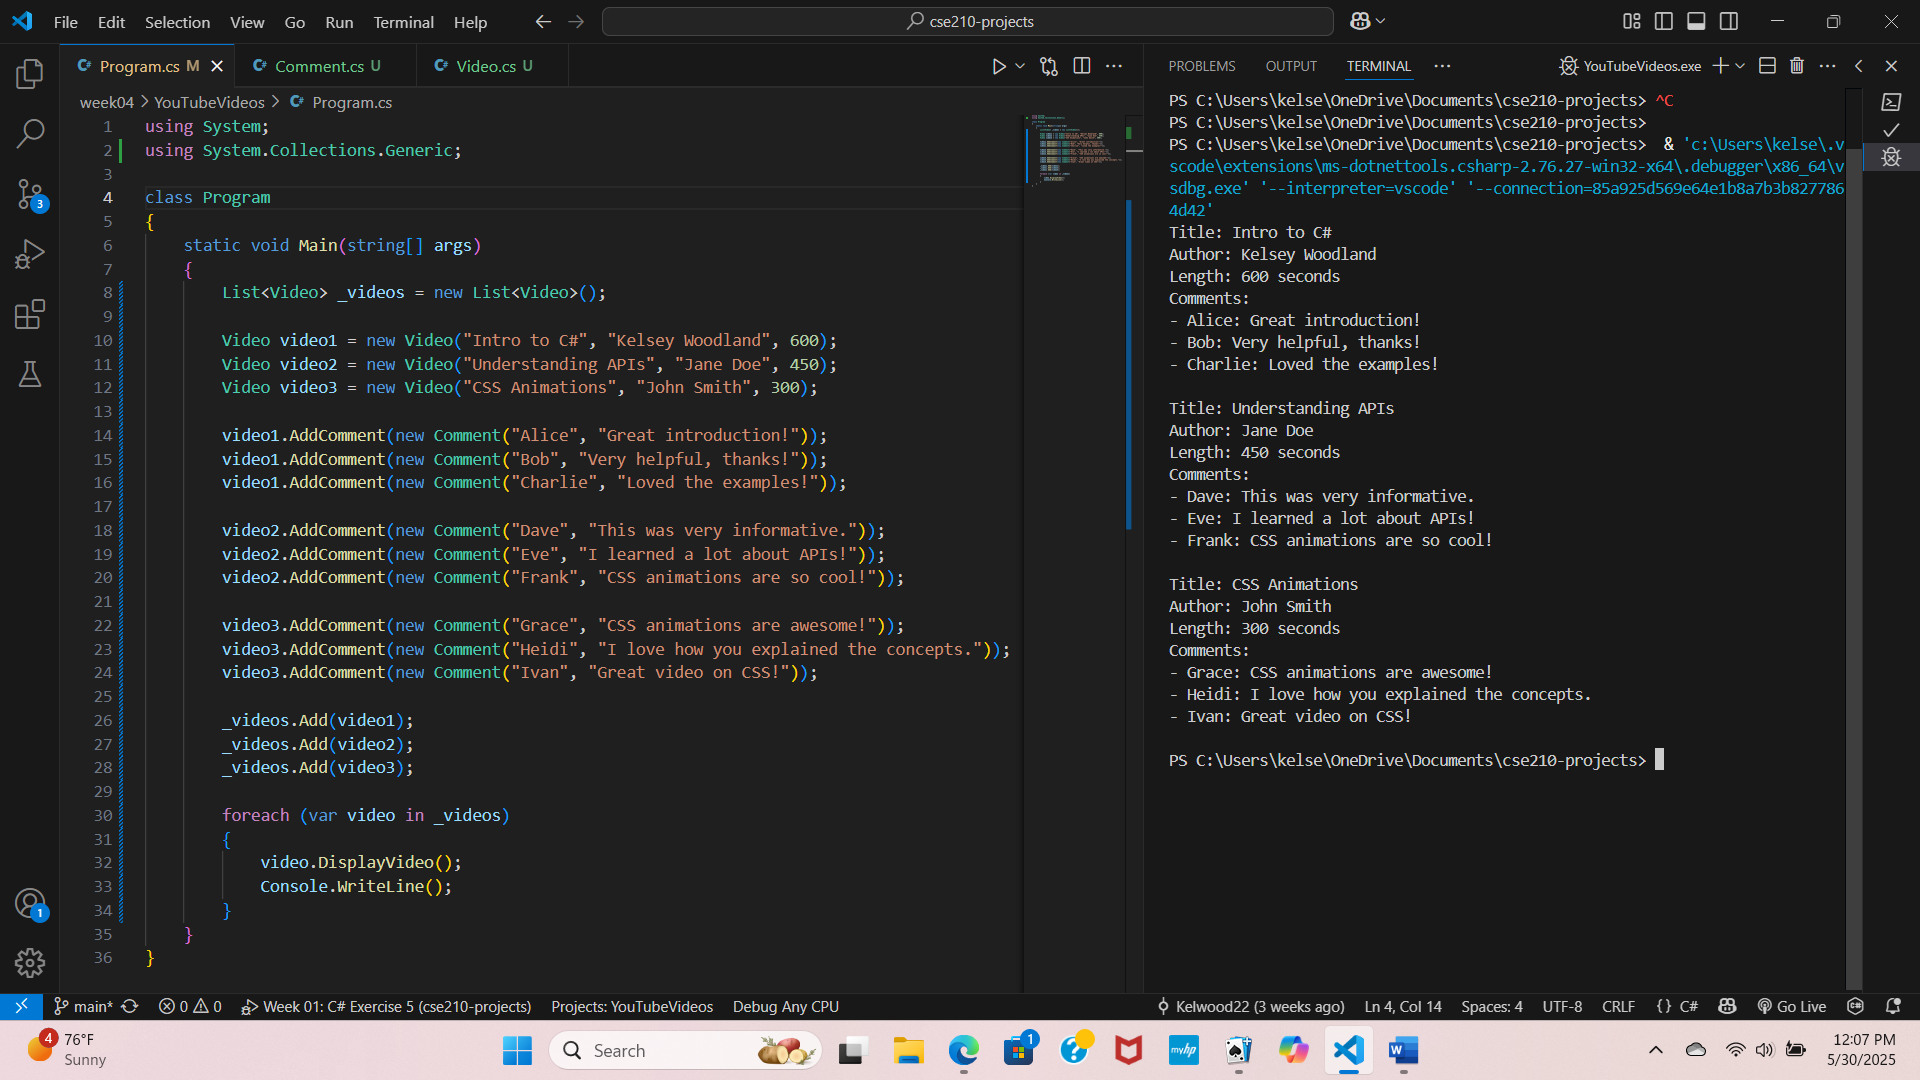 File Edit Selection View Go Run Terminal Help
cse210-projects
Program.cs M
Comment.cs U
Video.cs U
week04 > YouTubeVideos > Program.cs
1 using System;
2 using System.Collections.Generic;
3
4 class Program
5 {
6 static void Main(string[] args)
7 {
8 List<Video> _videos = new List<Video>();
9
10 Video video1 = new Video("Intro to C#", "Kelsey Woodland", 600);
11 Video video2 = new Video("Understanding APIs", "Jane Doe", 450);
12 Video video3 = new Video("CSS Animations", "John Smith", 300);
13
14 video1.AddComment(new Comment("Alice", "Great introduction!"));
15 video1.AddComment(new Comment("Bob", "Very helpful, thanks!"));
16 video1.AddComment(new Comment("Charlie", "Loved the examples!"));
17
18 video2.AddComment(new Comment("Dave", "This was very informative."));
19 video2.AddComment(new Comment("Eve", "I learned a lot about APIs!"));
20 video2.AddComment(new Comment("Frank", "CSS animations are so cool!"));
21
22 video3.AddComment(new Comment("Grace", "CSS animations are awesome!"));
23 video3.AddComment(new Comment("Heidi", "I love how you explained the concepts."));
24 video3.AddComment(new Comment("Ivan", "Great video on CSS!"));
25
26 _videos.Add(video1);
27 _videos.Add(video2);
28 _videos.Add(video3);
29
30 foreach (var video in _videos)
31 {
32 video.DisplayVideo();
33 Console.WriteLine();
34 }
35 }
36 }
PROBLEMS OUTPUT TERMINAL
YouTubeVideos.exe
PS C:\Users\kelse\OneDrive\Documents\cse210-projects> ^C
PS C:\Users\kelse\OneDrive\Documents\cse210-projects>
PS C:\Users\kelse\OneDrive\Documents\cse210-projects> & 'c:\Users\kelse\.v
scode\extensions\ms-dotnettools.csharp-2.76.27-win32-x64\.debugger\x86_64\v
sdbg.exe' '--interpreter=vscode' '--connection=85a925d569e64e1b8a7b3b827786
4d42'
Title: Intro to C#
Author: Kelsey Woodland
Length: 600 seconds
Comments:
- Alice: Great introduction!
- Bob: Very helpful, thanks!
- Charlie: Loved the examples!
Title: Understanding APIs
Author: Jane Doe
Length: 450 seconds
Comments:
- Dave: This was very informative.
- Eve: I learned a lot about APIs!
- Frank: CSS animations are so cool!
Title: CSS Animations
Author: John Smith
Length: 300 seconds
Comments:
- Grace: CSS animations are awesome!
- Heidi: I love how you explained the concepts.
- Ivan: Great video on CSS!
PS C:\Users\kelse\OneDrive\Documents\cse210-projects>
3
1
main* 0 0 Week 01: C# Exercise 5 (cse210-projects) Projects: YouTubeVideos Debug Any CPU
Kelwood22 (3 weeks ago) Ln 4, Col 14 Spaces: 4 UTF-8 CRLF {} C# Go Live
4
76°F
Sunny
Search
1
myhp
12:07 PM
5/30/2025